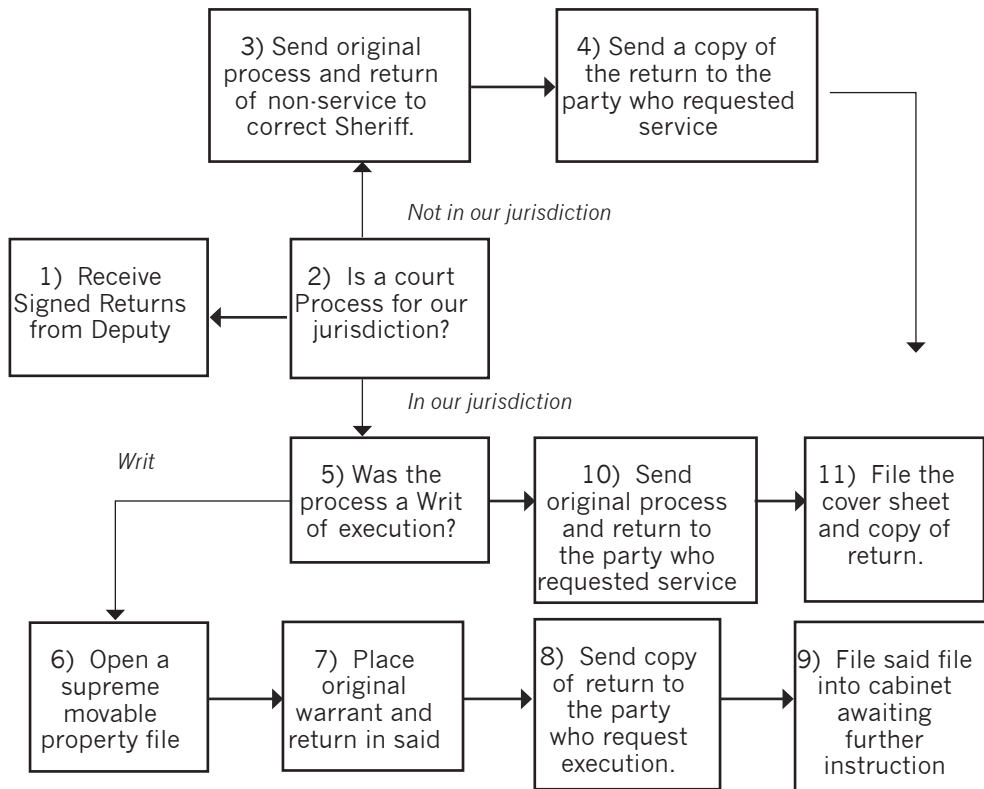 3) Send original
process and return
of non-service to
correct Sheriff.
4) Send a copy of
the return to the
party who requested
service
Not in our jurisdiction
1) Receive
Signed Returns
from Deputy
2) Is a court
Process for our
jurisdiction?
In our jurisdiction
Writ
5) Was the
process a Writ
of execution?
10) Send
original process
and return to
the party who
requested service
11) File the
cover sheet
and copy of
return.
6) Open a
supreme
movable
property file
7) Place
original
warrant and
return in said
8) Send copy
of return to
the party
who request
execution.
9) File said file
into cabinet
awaiting
further
instruction